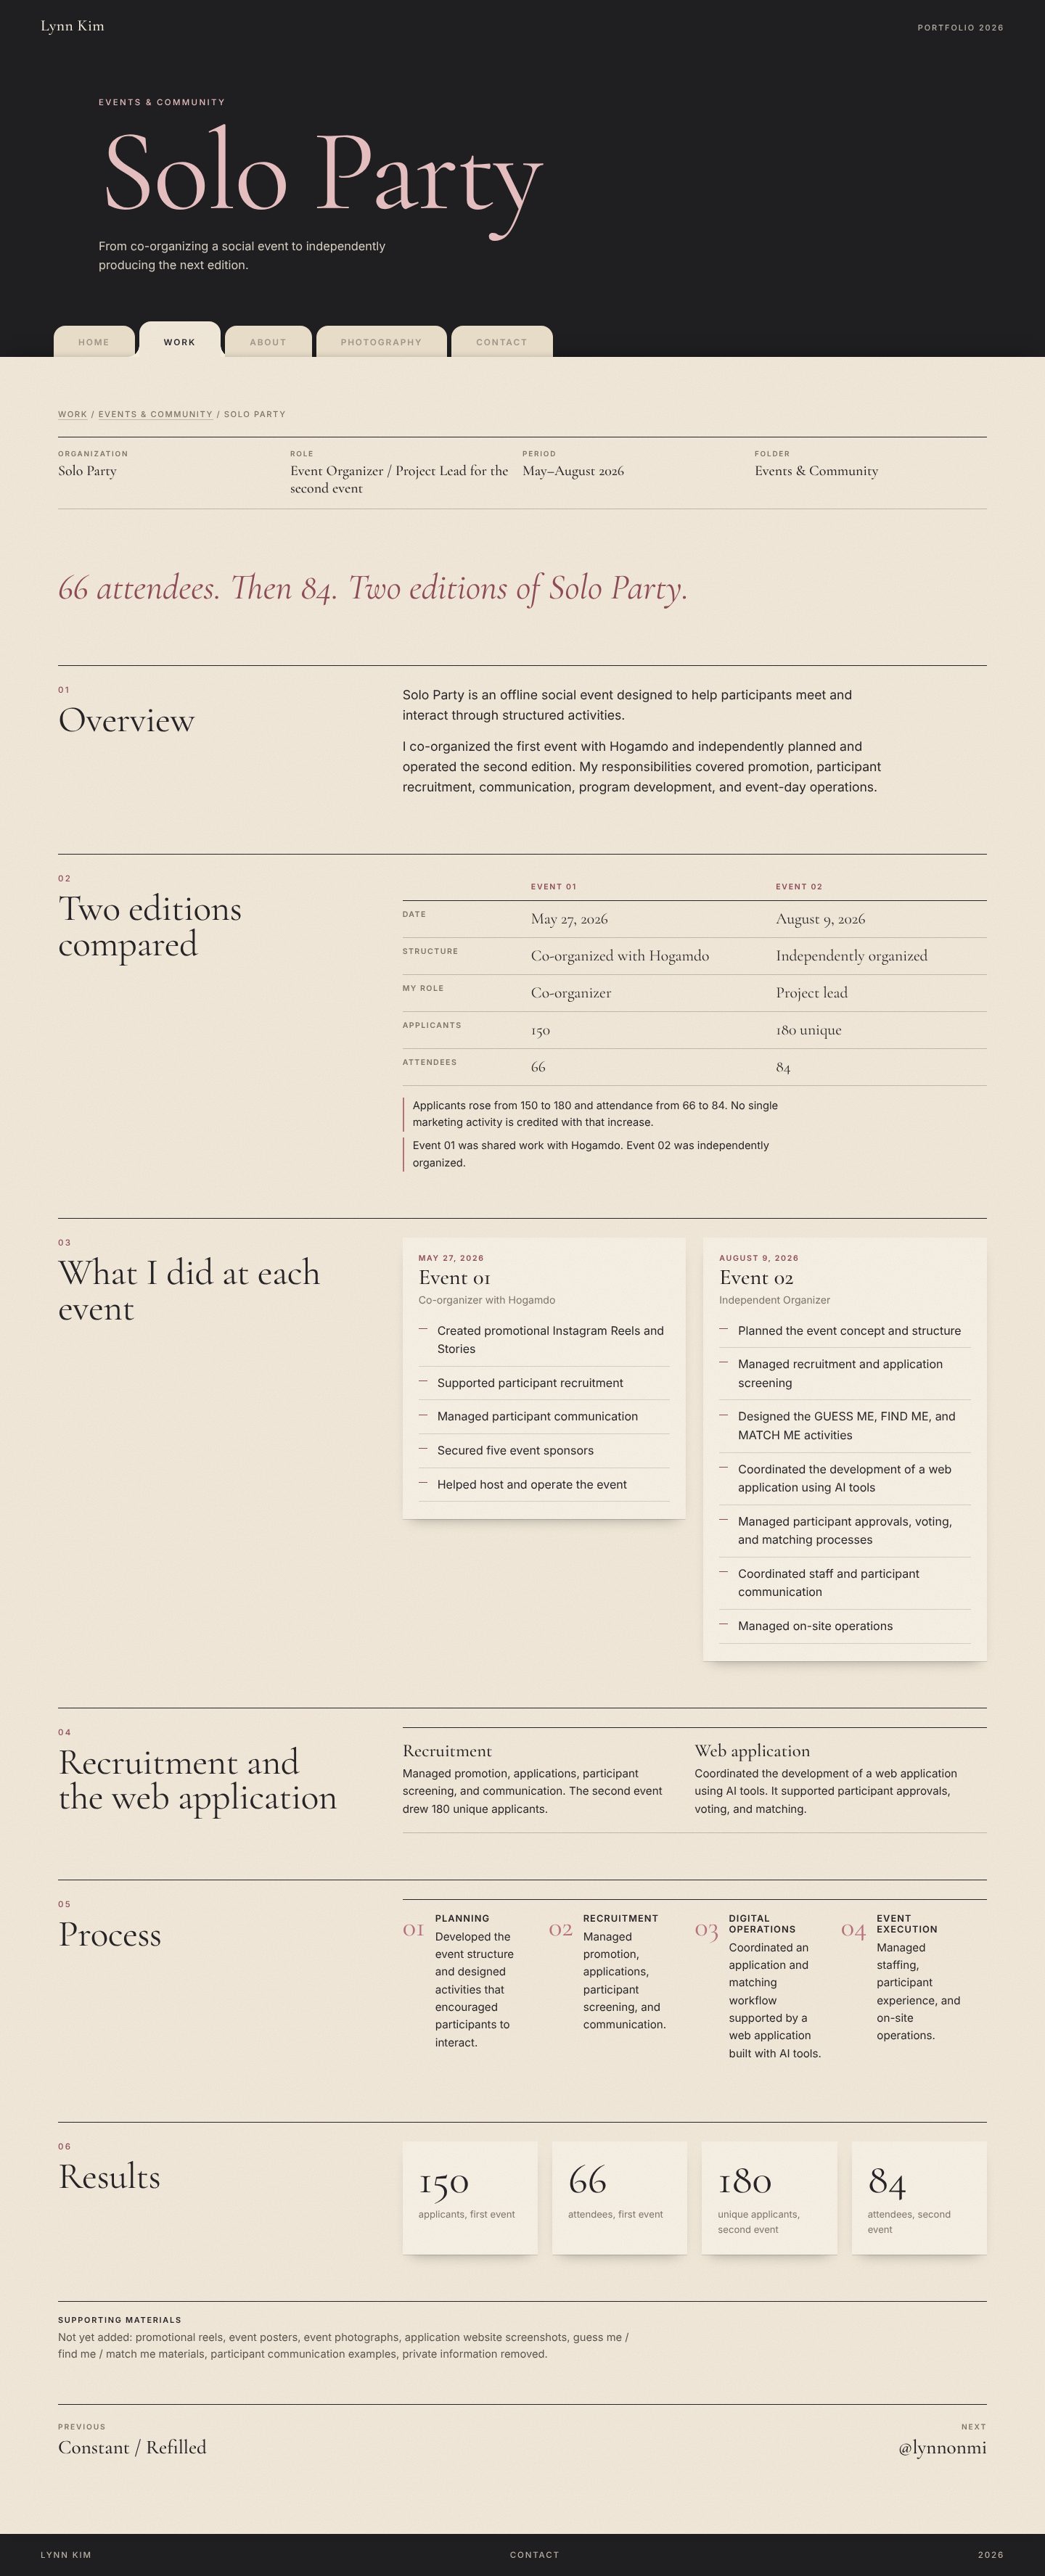 Lynn Kim
PORTFOLIO 2026
EVENTS & COMMUNITY
Solo Party
From co-organizing a social event to independently
producing the next edition.
HOME
WORK
ABOUT
PHOTOGRAPHY
CONTACT
WORK / EVENTS & COMMUNITY / SOLO PARTY
ORGANIZATION
Solo Party
ROLE
Event Organizer / Project Lead for the
second event
PERIOD
May–August 2026
FOLDER
Events & Community
66 attendees. Then 84. Two editions of Solo Party.
01
Overview
Solo Party is an offline social event designed to help participants meet and
interact through structured activities.
I co-organized the first event with Hogamdo and independently planned and
operated the second edition. My responsibilities covered promotion, participant
recruitment, communication, program development, and event-day operations.
02
Two editions
compared
EVENT 01
EVENT 02
DATE
May 27, 2026
August 9, 2026
STRUCTURE
Co-organized with Hogamdo
Independently organized
MY ROLE
Co-organizer
Project lead
APPLICANTS
150
180 unique
ATTENDEES
66
84
Applicants rose from 150 to 180 and attendance from 66 to 84. No single
marketing activity is credited with that increase.
Event 01 was shared work with Hogamdo. Event 02 was independently
organized.
03
What I did at each
event
MAY 27, 2026
Event 01
Co-organizer with Hogamdo
— Created promotional Instagram Reels and
Stories
— Supported participant recruitment
— Managed participant communication
— Secured five event sponsors
— Helped host and operate the event
AUGUST 9, 2026
Event 02
Independent Organizer
— Planned the event concept and structure
— Managed recruitment and application
screening
— Designed the GUESS ME, FIND ME, and
MATCH ME activities
— Coordinated the development of a web
application using AI tools
— Managed participant approvals, voting,
and matching processes
— Coordinated staff and participant
communication
— Managed on-site operations
04
Recruitment and
the web application
Recruitment
Managed promotion, applications, participant
screening, and communication. The second event
drew 180 unique applicants.
Web application
Coordinated the development of a web application
using AI tools. It supported participant approvals,
voting, and matching.
05
Process
01
PLANNING
Developed the
event structure
and designed
activities that
encouraged
participants to
interact.
02
RECRUITMENT
Managed
promotion,
applications,
participant
screening, and
communication.
03
DIGITAL
OPERATIONS
Coordinated an
application and
matching
workflow
supported by a
web application
built with AI tools.
04
EVENT
EXECUTION
Managed
staffing,
participant
experience, and
on-site
operations.
06
Results
150
applicants, first event
66
attendees, first event
180
unique applicants,
second event
84
attendees, second
event
SUPPORTING MATERIALS
Not yet added: promotional reels, event posters, event photographs, application website screenshots, guess me /
find me / match me materials, participant communication examples, private information removed.
PREVIOUS
Constant / Refilled
NEXT
@lynnonmi
LYNN KIM
CONTACT
2026